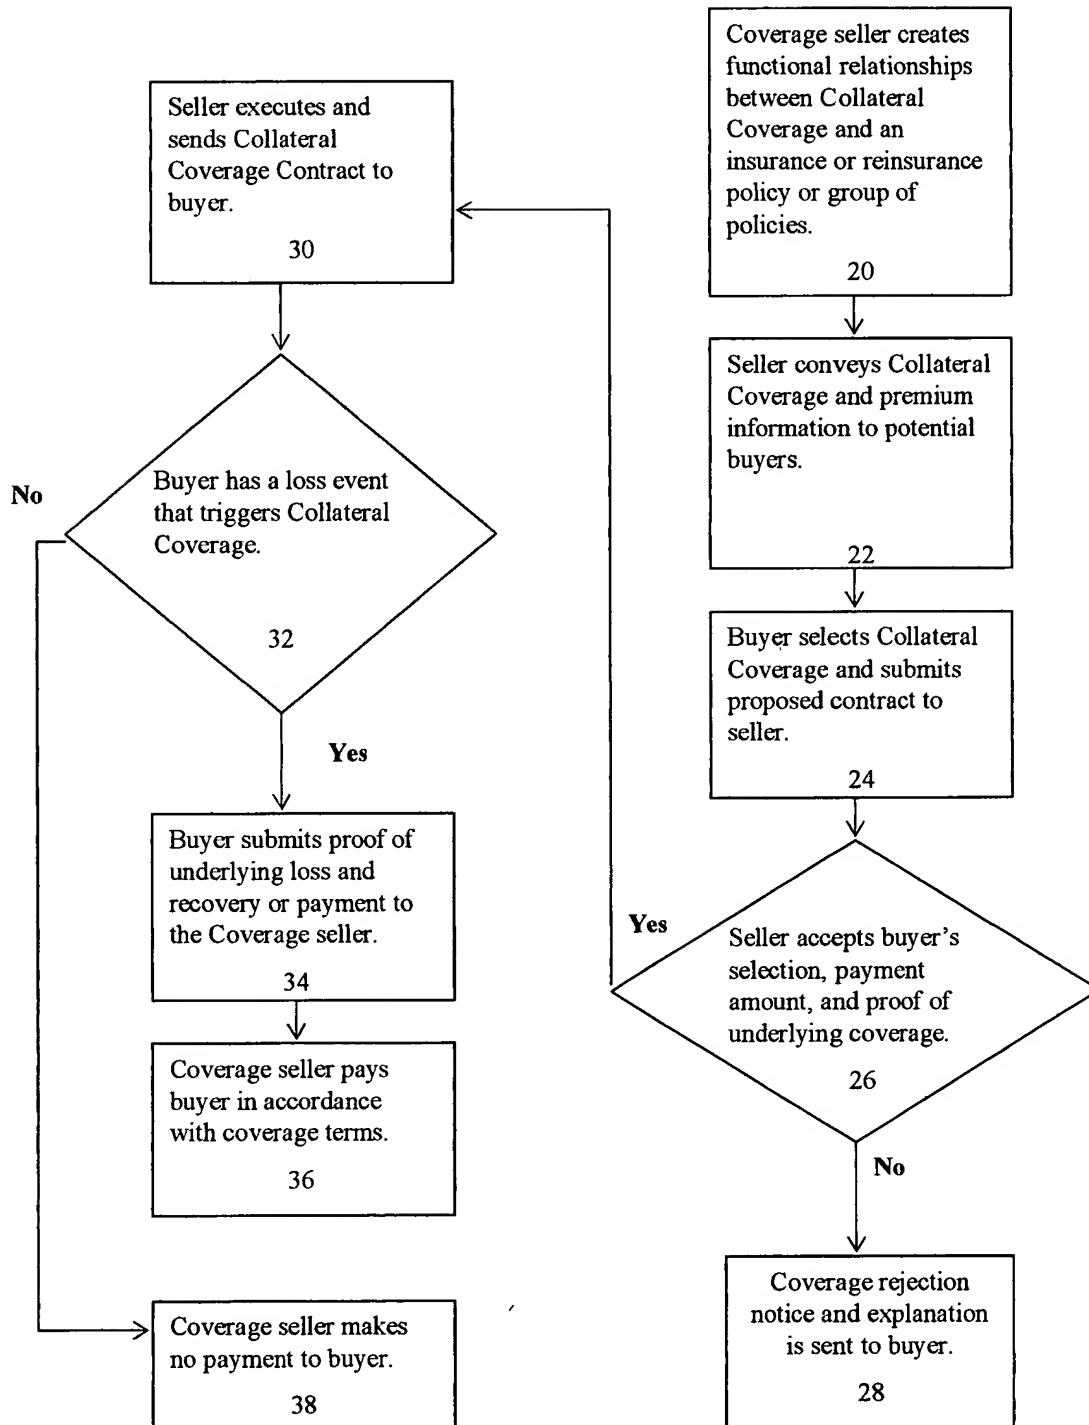 Coverage seller creates
functional relationships
between Collateral
Coverage and an
insurance or reinsurance
policy or group of
policies.
20
Seller conveys Collateral
Coverage and premium
information to potential
buyers.
22
Buyer selects Collateral
Coverage and submits
proposed contract to
seller.
24
Seller accepts buyer's
selection, payment
amount, and proof of
underlying coverage.
26
Yes
No
Coverage rejection
notice and explanation
is sent to buyer.
28
Seller executes and
sends Collateral
Coverage Contract to
buyer.
30
Buyer has a loss event
that triggers Collateral
Coverage.
32
No
Yes
Buyer submits proof of
underlying loss and
recovery or payment to
the Coverage seller.
34
Coverage seller pays
buyer in accordance
with coverage terms.
36
Coverage seller makes
no payment to buyer.
38